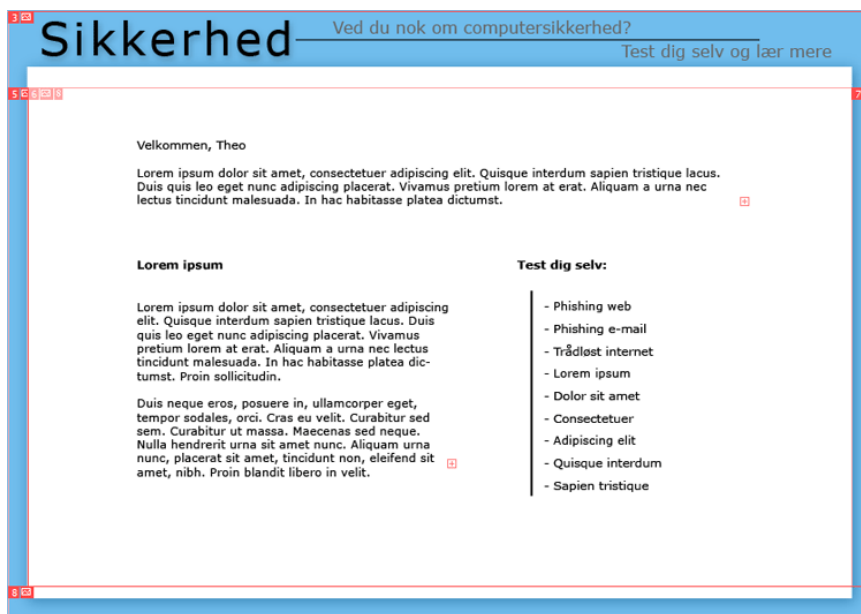 3
Sikkerhed
Ved du nok om computersikkerhed?
Test dig selv og lær mere
5 6 8
7
Velkommen, Theo
Lorem ipsum dolor sit amet, consectetuer adipiscing elit. Quisque interdum sapien tristique lacus.
Duis quis leo eget nunc adipiscing placerat. Vivamus pretium lorem at erat. Aliquam a urna nec
lectus tincidunt malesuada. In hac habitasse platea dictumst.
Lorem ipsum
Lorem ipsum dolor sit amet, consectetuer adipiscing
elit. Quisque interdum sapien tristique lacus. Duis
quis leo eget nunc adipiscing placerat. Vivamus
pretium lorem at erat. Aliquam a urna nec lectus
tincidunt malesuada. In hac habitasse platea dic-
tumst. Proin sollicitudin.
Duis neque eros, posuere in, ullamcorper eget,
tempor sodales, orci. Cras eu velit. Curabitur sed
sem. Curabitur ut massa. Maecenas sed neque.
Nulla hendrerit urna sit amet nunc. Aliquam urna
nunc, placerat sit amet, tincidunt non, eleifend sit
amet, nibh. Proin blandit libero in velit.
Test dig selv:
- Phishing web
- Phishing e-mail
- Trådløst internet
- Lorem ipsum
- Dolor sit amet
- Consectetuer
- Adipiscing elit
- Quisque interdum
- Sapien tristique
8